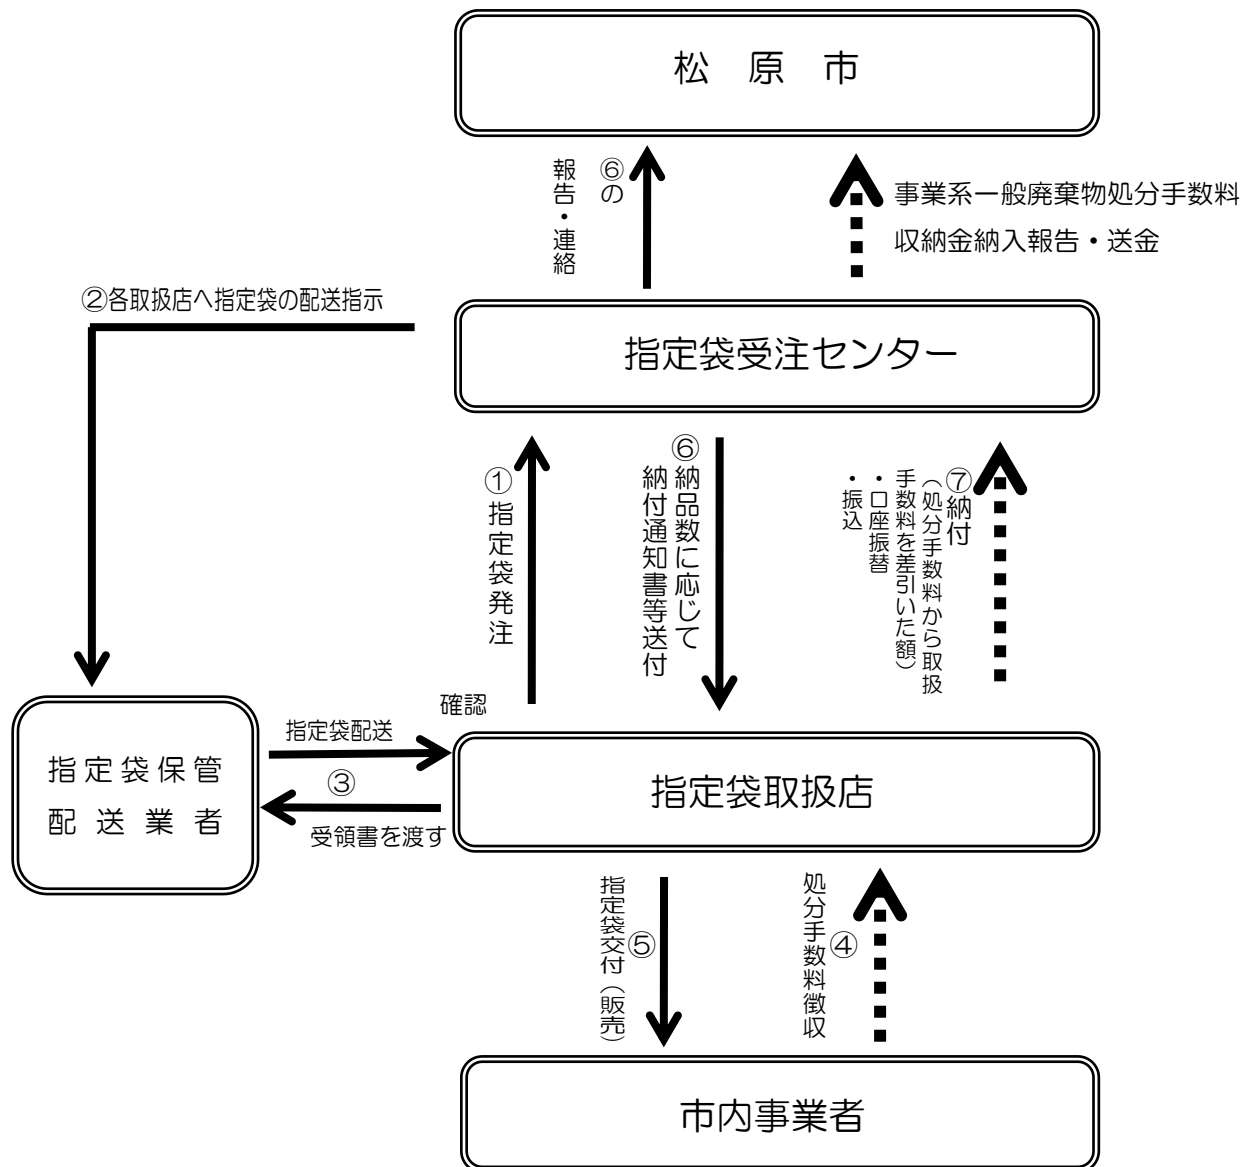 松　原　市
⑥の
報告・連絡
事業系一般廃棄物処分手数料
収納金納入報告・送金
②各取扱店へ指定袋の配送指示
指定袋受注センター
①指定袋発注
⑥納品数に応じて
納付通知書等送付
⑦納付
（処分手数料から取扱
手数料を差引いた額）
・口座振替
・振込
確認
指定袋配送
③
受領書を渡す
指定袋保管
配送業者
指定袋取扱店
⑤
指定袋交付（販売）
④
処分手数料徴収
市内事業者